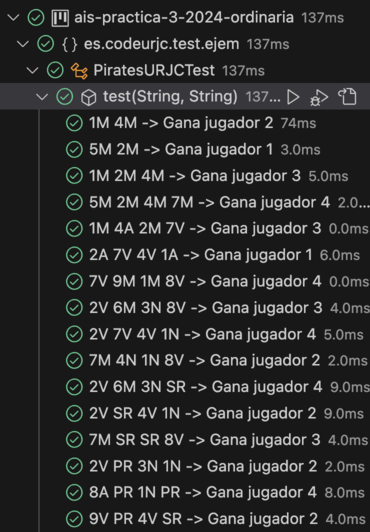 ais-practica-3-2024-ordinaria 137ms
{} es.codeurjc.test.ejem 137ms
PiratesURJCTest 137ms
test(String, String) 137...
1M 4M -> Gana jugador 2 74ms
5M 2M -> Gana jugador 1 3.0ms
1M 2M 4M -> Gana jugador 3 5.0ms
5M 2M 4M 7M -> Gana jugador 4 2.0...
1M 4A 2M 7V -> Gana jugador 3 0.0ms
2A 7V 4V 1A -> Gana jugador 1 6.0ms
7V 9M 1M 8V -> Gana jugador 4 0.0ms
2V 6M 3N 8V -> Gana jugador 3 4.0ms
2V 7V 4V 1N -> Gana jugador 4 5.0ms
7M 4N 1N 8V -> Gana jugador 2 2.0ms
2V 6M 3N SR -> Gana jugador 4 9.0ms
2V SR 4V 1N -> Gana jugador 2 9.0ms
7M SR SR 8V -> Gana jugador 3 4.0ms
2V PR 3N 1N -> Gana jugador 2 2.0ms
8A PR 1N PR -> Gana jugador 4 8.0ms
9V PR 4V SR -> Gana jugador 2 4.0ms